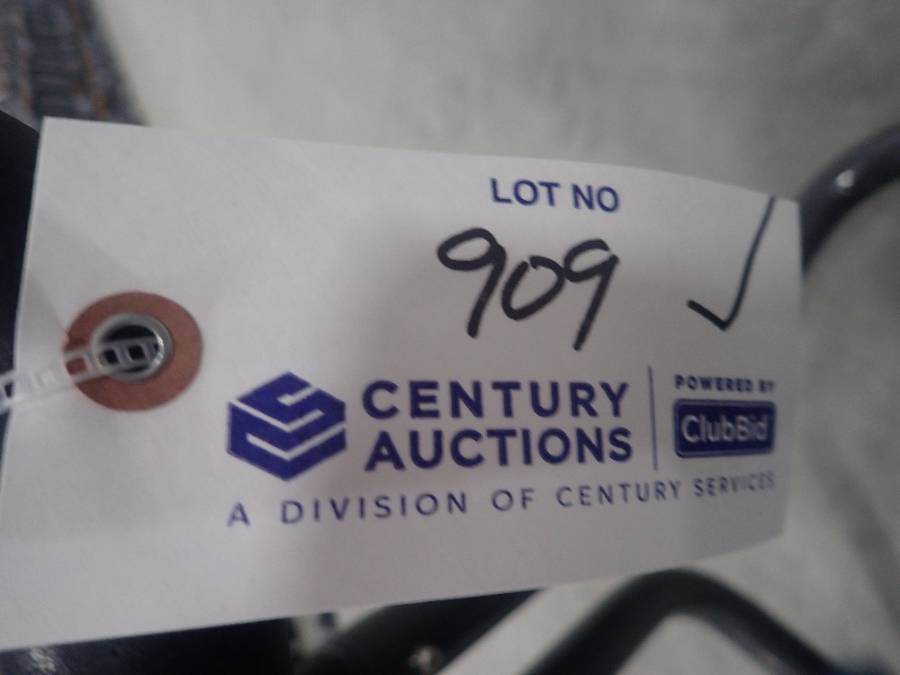 LOT NO
909 ✓
CENTURY
AUCTIONS
POWERED BY
ClubBid
A DIVISION OF CENTURY SERVICES